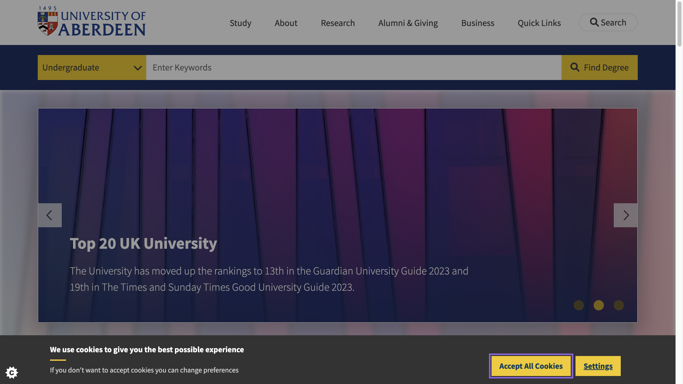 1495
UNIVERSITY OF
ABERDEEN
Study
About
Research
Alumni & Giving
Business
Quick Links
Search
Undergraduate
Enter Keywords
Find Degree
Top 20 UK University
The University has moved up the rankings to 13th in the Guardian University Guide 2023 and
19th in The Times and Sunday Times Good University Guide 2023.
We use cookies to give you the best possible experience
If you don't want to accept cookies you can change preferences
Accept All Cookies
Settings